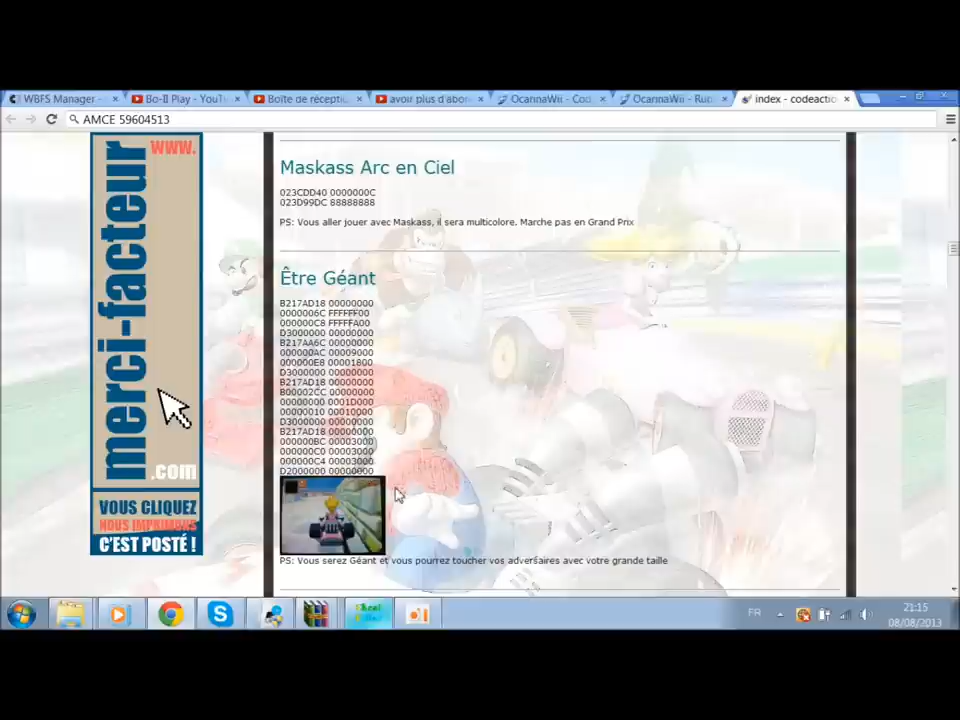 WBFS Manager -
Bo-II Play - YouT
Boîte de récepti
avoir plus d'abon
OcarinaWii - Cod
OcarinaWii - Rub
index - codeactio
AMCE 59604513
www.
merci-facteur
.com
VOUS CLIQUEZ
NOUS IMPRIMONS
C'EST POSTÉ !
Maskass Arc en Ciel
023CDD40 0000000C
023D99DC 88888888
PS: Vous aller jouer avec Maskass, il sera multicolore. Marche pas en Grand Prix
Être Géant
B217AD18 00000000
0000006C FFFFFF00
000000C8 FFFFFA00
D3000000 00000000
B217AA6C 00000000
000000AC 00009000
000000E8 00001800
D3000000 00000000
B217AD18 00000000
B00002CC 00000000
00000000 0001D000
00000010 00010000
D3000000 00000000
B217AD18 00000000
000000BC 00003000
000000C0 00003000
000000C4 00003000
D2000000 00000000
PS: Vous serez Géant et vous pourrez toucher vos adversaires avec votre grande taille
FR
21:15
08/08/2013